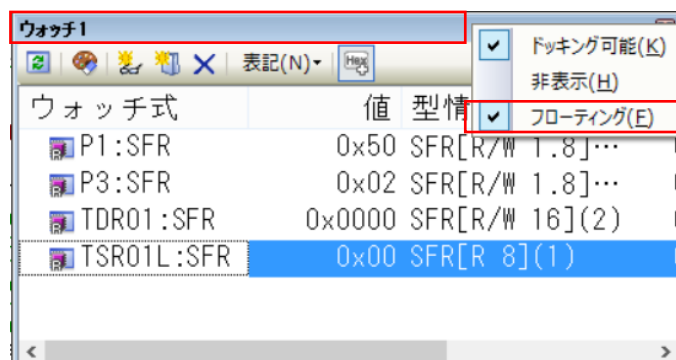 ウォッチ1
ドッキング可能(K)
非表示(H)
フローティング(F)
表記(N)
Hex
ウォッチ式 値 型情
P1:SFR 0x50 SFR[R/W 1.8]…
P3:SFR 0x02 SFR[R/W 1.8]…
TDR01:SFR 0x0000 SFR[R/W 16](2)
TSR01L:SFR 0x00 SFR[R 8](1)